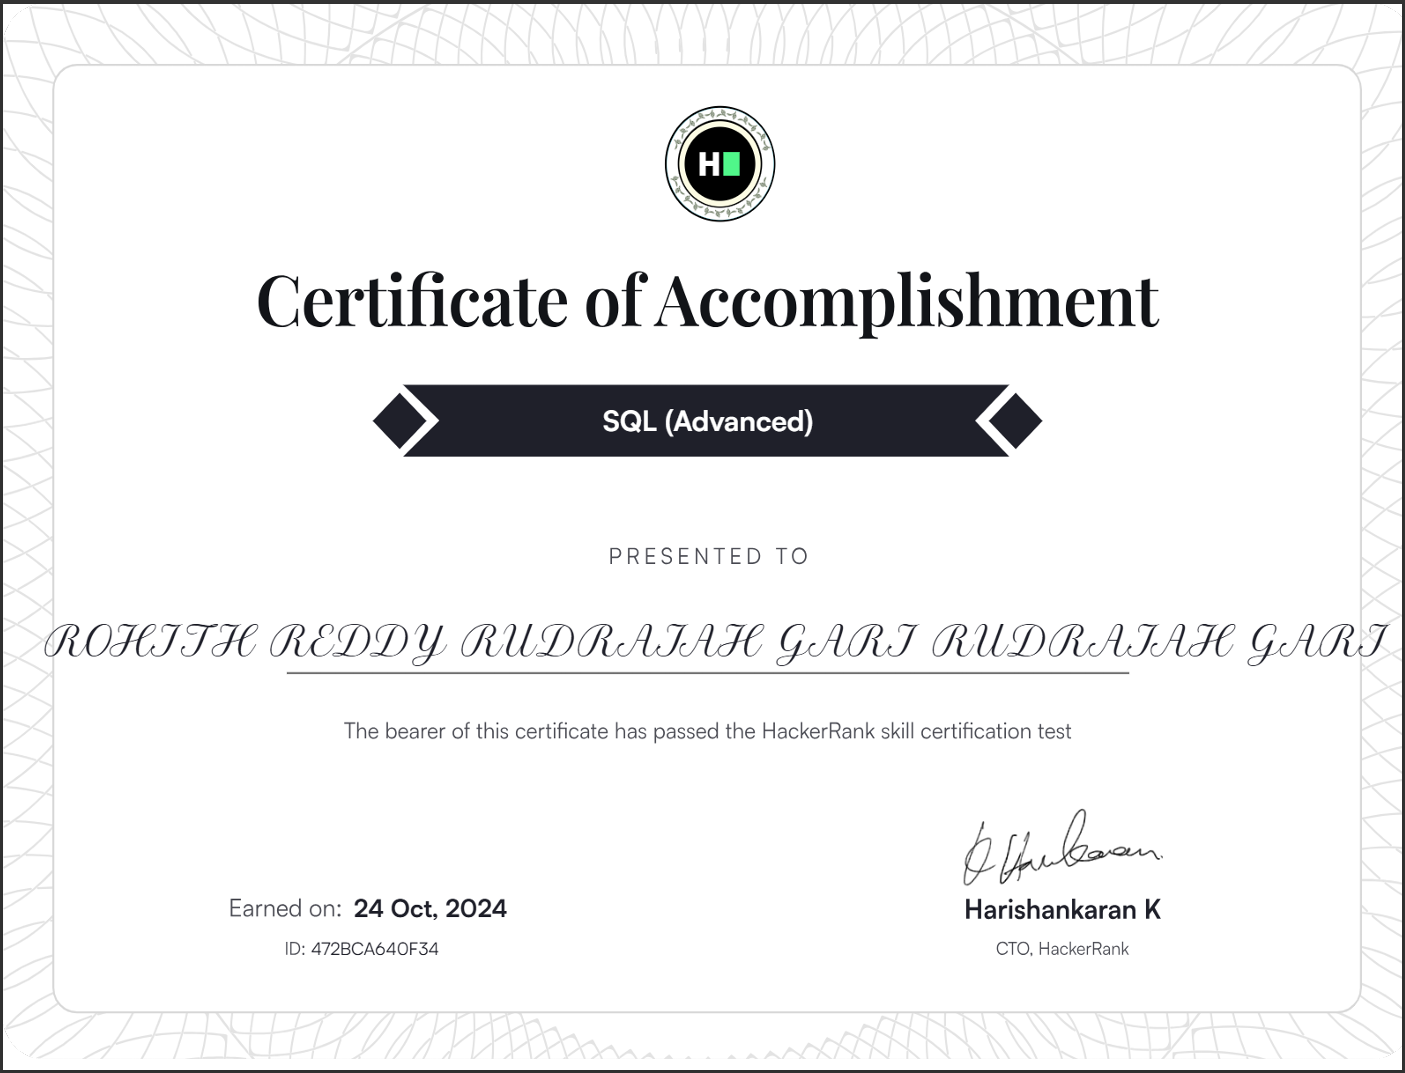 H
Certificate of Accomplishment
SQL (Advanced)
PRESENTED TO
ROHITH REDDY RUDRAIAH GARI RUDRAIAH GARI
The bearer of this certificate has passed the HackerRank skill certification test
Earned on: 24 Oct, 2024
ID: 472BCA640F34
Harishankaran K
CTO, HackerRank